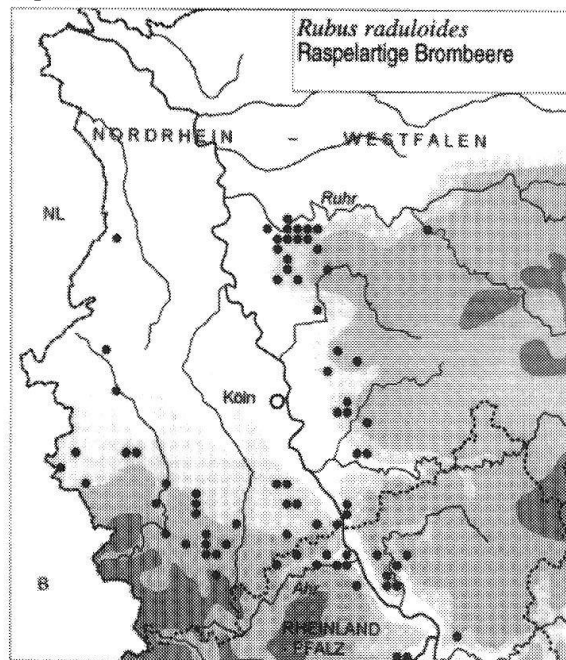 Rubus raduloides
Raspelartige Brombeere
NORDRHEIN – WESTFALEN
Ruhr
NL
Köln
B
Ahr
RHEINLAND
PFALZ